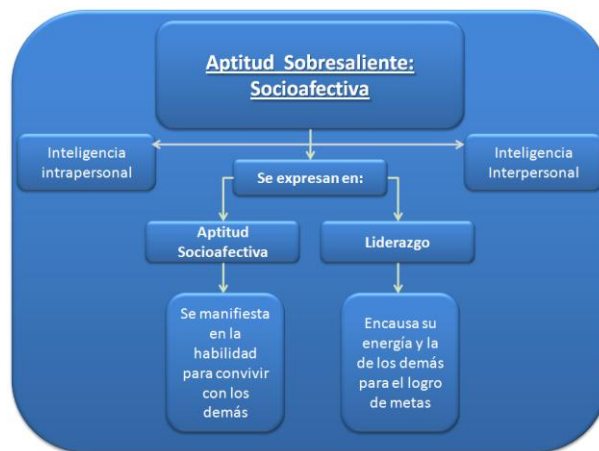 Aptitud Sobresaliente:
Socioafectiva
Inteligencia
intrapersonal
Inteligencia
Interpersonal
Se expresan en:
Aptitud
Socioafectiva
Liderazgo
Se manifiesta
en la
habilidad
para convivir
con los
demás
Encausa su
energía y la
de los demás
para el logro
de metas